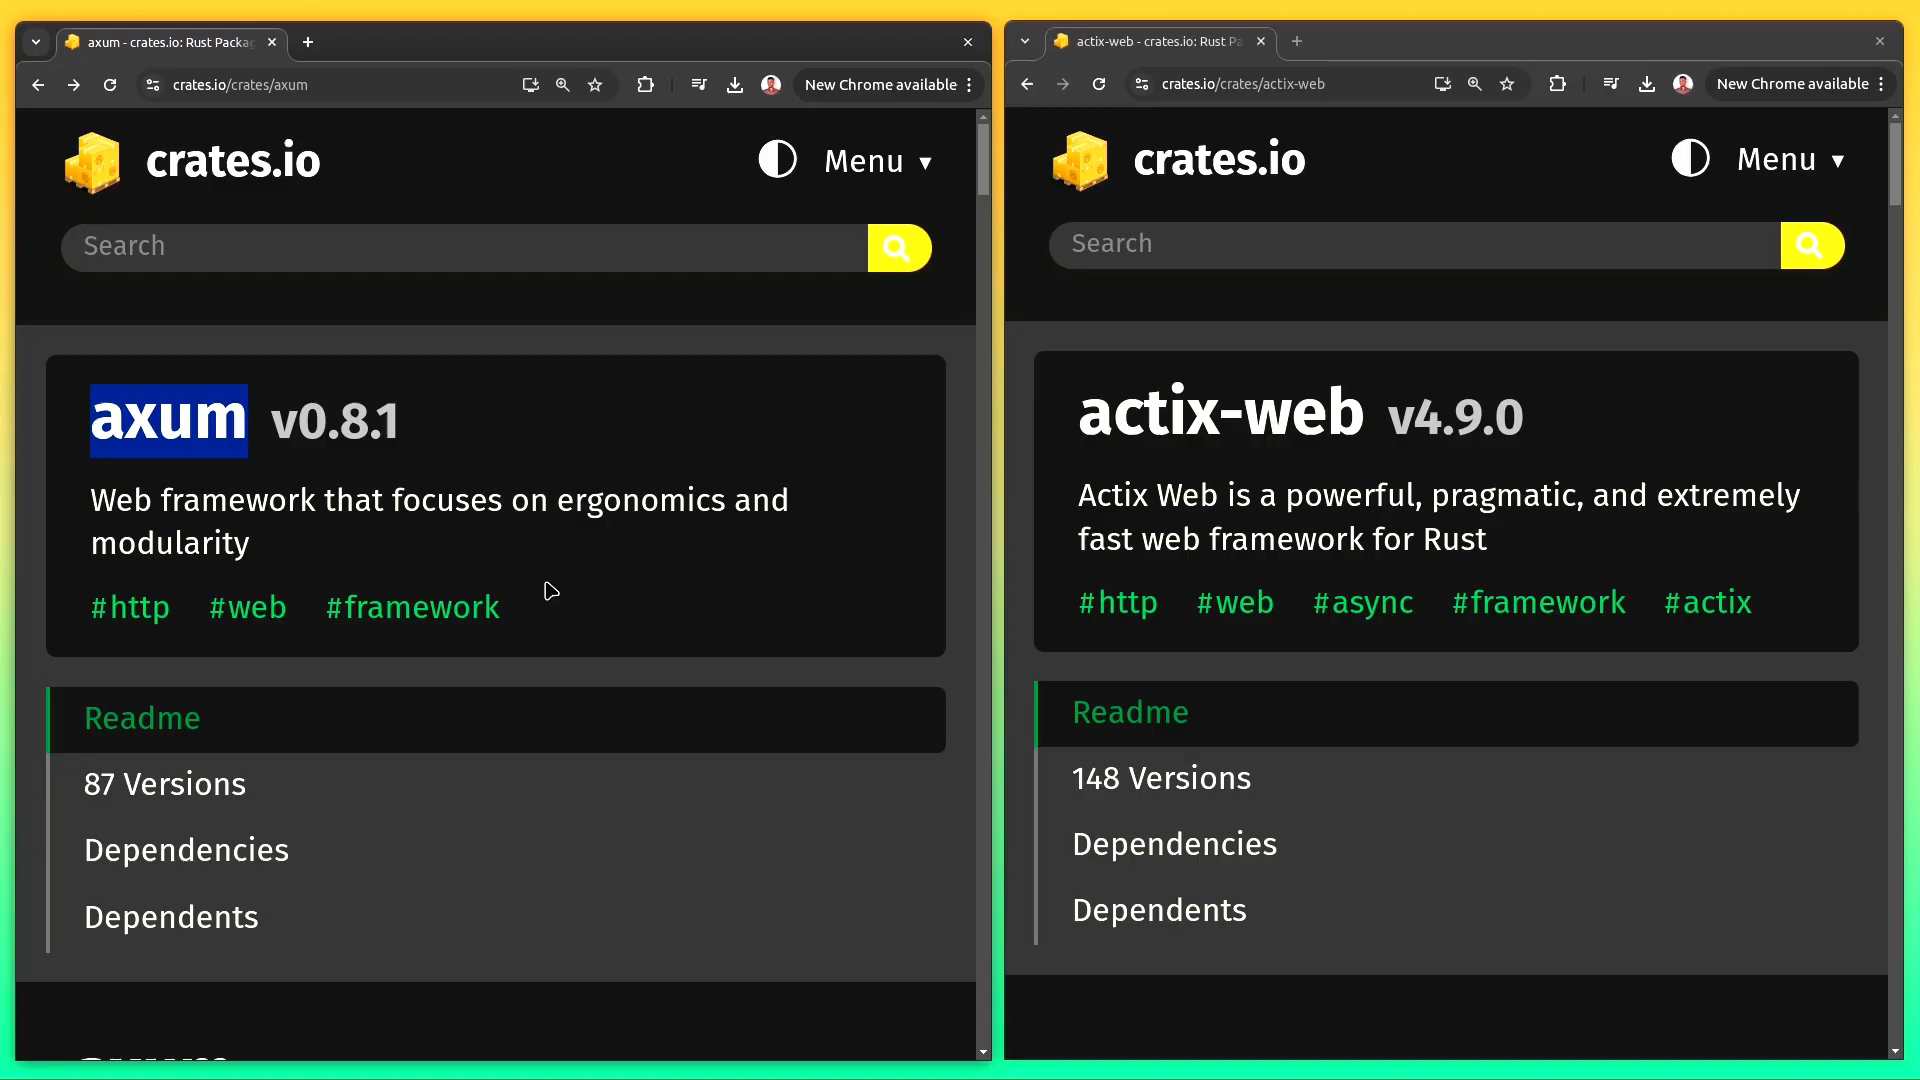 axum - crates.io: Rust Packag
crates.io/crates/axum
New Chrome available
crates.io
Menu ▼
Search
axum v0.8.1
Web framework that focuses on ergonomics and
modularity
#http #web #framework
Readme
87 Versions
Dependencies
Dependents
actix-web - crates.io: Rust Pa
crates.io/crates/actix-web
New Chrome available
crates.io
Menu ▼
Search
actix-web v4.9.0
Actix Web is a powerful, pragmatic, and extremely
fast web framework for Rust
#http #web #async #framework #actix
Readme
148 Versions
Dependencies
Dependents